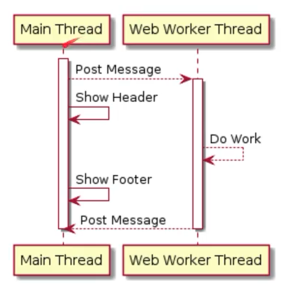 Main Thread
Web Worker Thread
Post Message
Show Header
Do Work
Show Footer
Post Message
Main Thread
Web Worker Thread